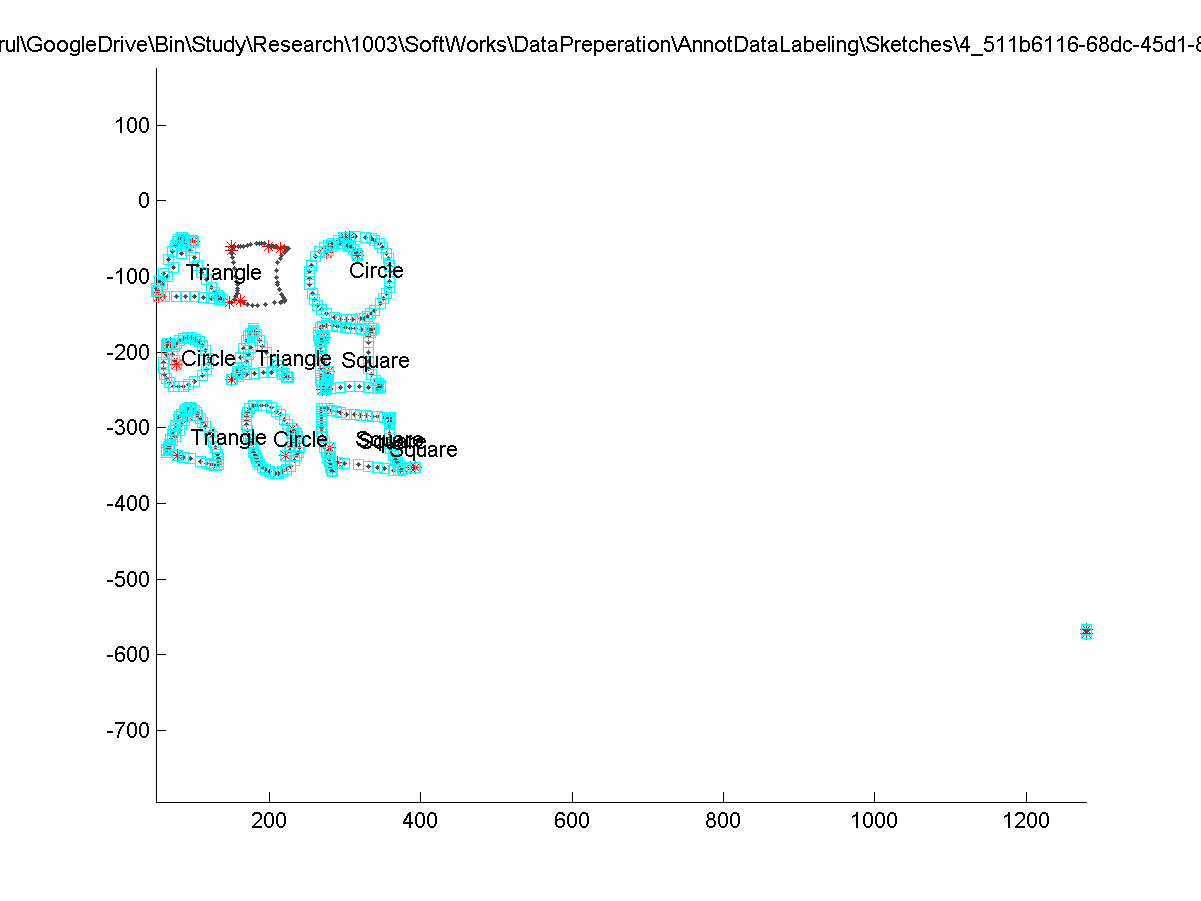 rul\GoogleDrive\Bin\Study\Research\1003\SoftWorks\DataPreperation\AnnotDataLabeling\Sketches\4_511b6116-68dc-45d1-8
100
0
-100
-200
-300
-400
-500
-600
-700
Triangle Circle
Circle Triangle Square
Triangle Circle Square Square Square
200 400 600 800 1000 1200